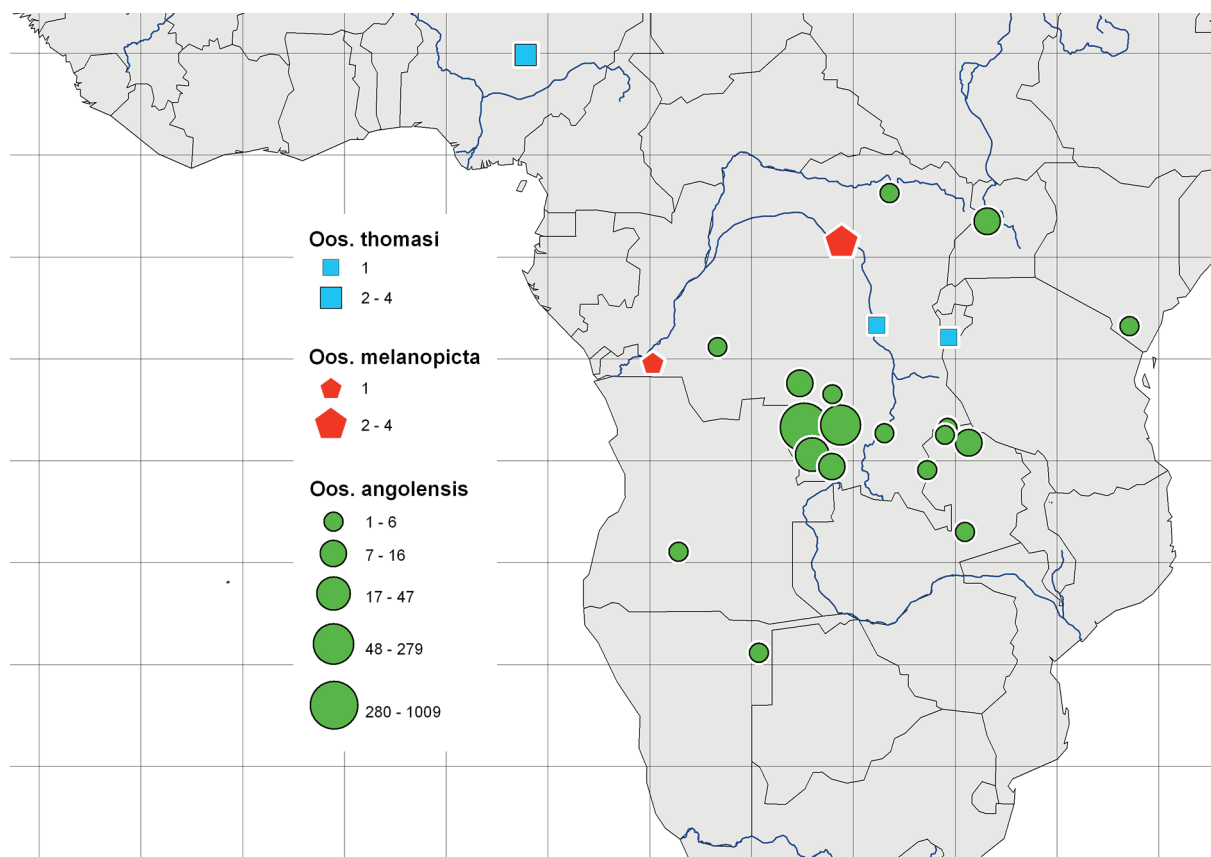 Oos. thomasi
1
2 - 4
Oos. melanopicta
1
2 - 4
Oos. angolensis
1 - 6
7 - 16
17 - 47
48 - 279
280 - 1009